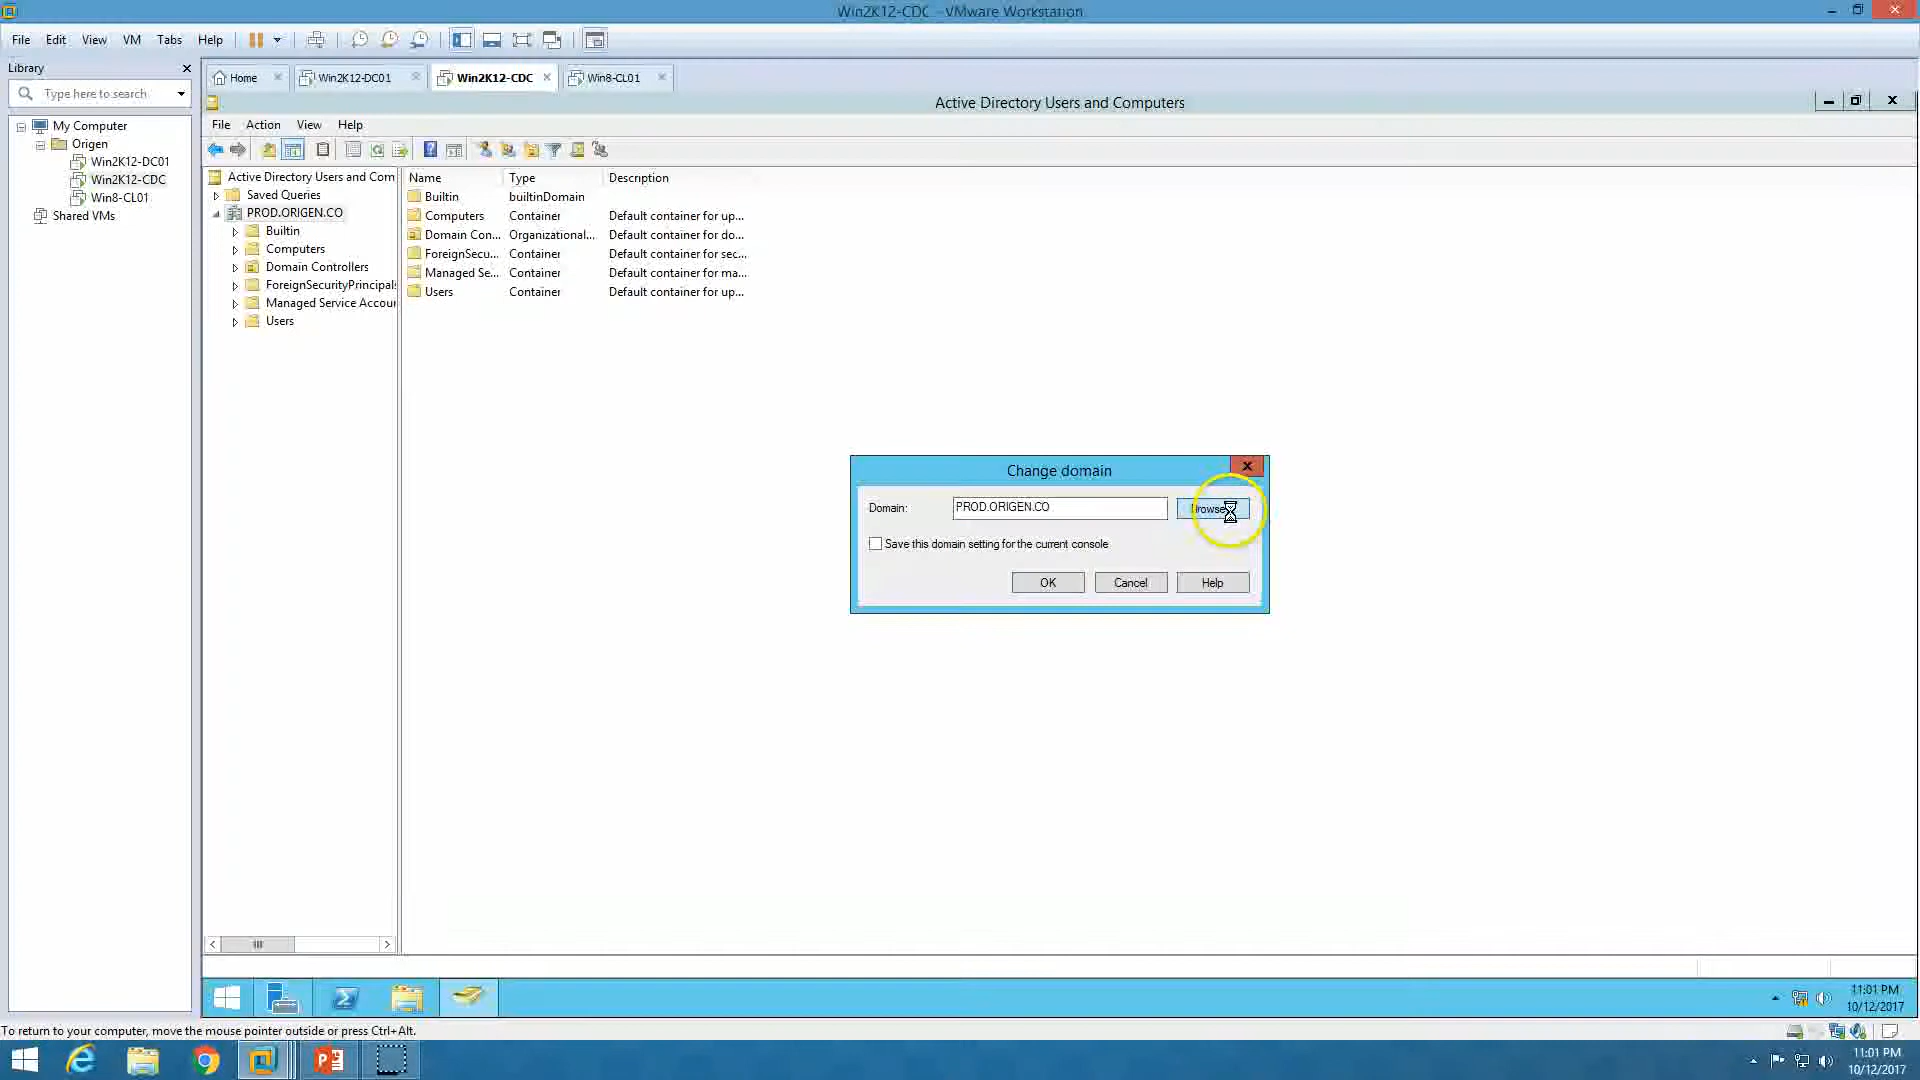 Win2K12-CDC - VMware Workstation
File Edit View VM Tabs Help
Library
Type here to search
My Computer
Origen
Win2K12-DC01
Win2K12-CDC
Win8-CL01
Shared VMs
Home Win2K12-DC01 Win2K12-CDC Win8-CL01
Active Directory Users and Computers
File Action View Help
Active Directory Users and Com
Saved Queries
PROD.ORIGEN.CO
Builtin
Computers
Domain Controllers
ForeignSecurityPrincipals
Managed Service Accour
Users
Name Type Description
Builtin builtinDomain
Computers Container Default container for up...
Domain Con... Organizational... Default container for do...
ForeignSecu... Container Default container for sec...
Managed Se... Container Default container for ma...
Users Container Default container for up...
Change domain
Domain: PROD.ORIGEN.CO Browse
Save this domain setting for the current console
OK Cancel Help
11:01 PM
10/12/2017
To return to your computer, move the mouse pointer outside or press Ctrl+Alt.
11:01 PM
10/12/2017